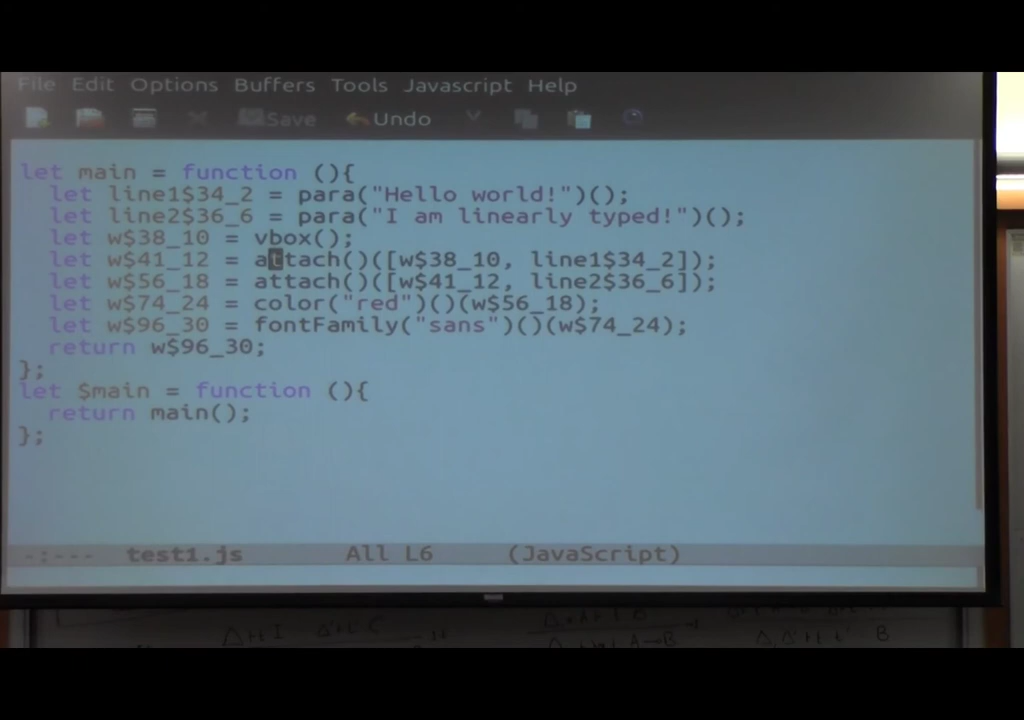 File Edit Options Buffers Tools Javascript Help
Save Undo
let main = function (){
let line1$34_2 = para("Hello world!")();
let line2$36_6 = para("I am linearly typed!")();
let w$38_10 = vbox();
let w$41_12 = attach()([w$38_10, line1$34_2]);
let w$56_18 = attach()([w$41_12, line2$36_6]);
let w$74_24 = color("red")()(w$56_18);
let w$96_30 = fontFamily("sans")()(w$74_24);
return w$96_30;
};
let $main = function (){
return main();
};
-:--- test1.js All L6 (JavaScript)